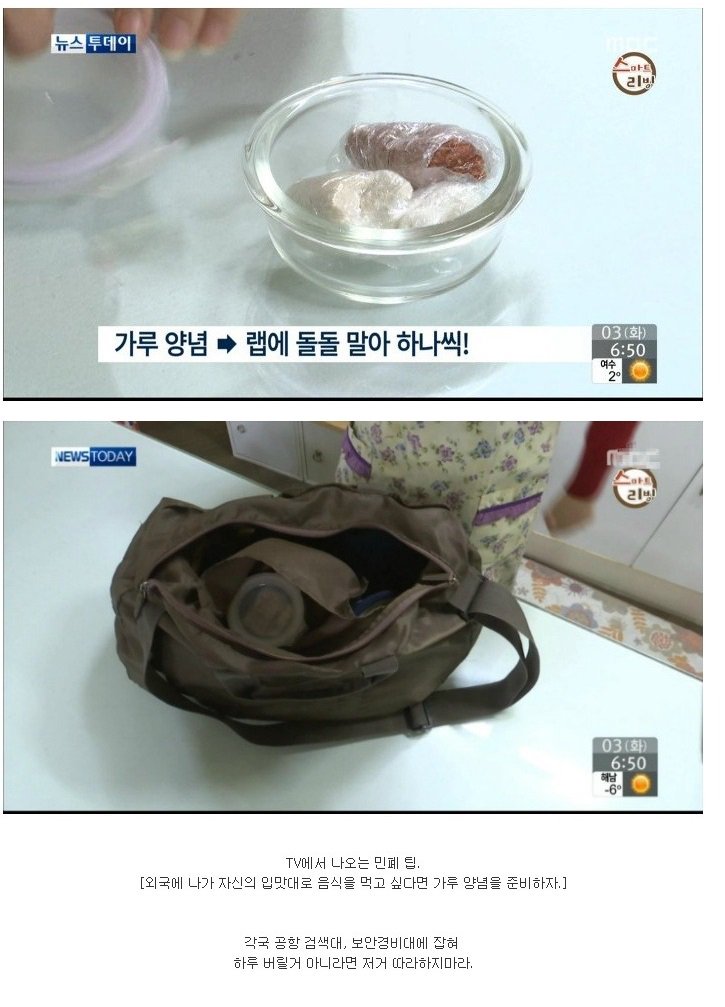 뉴스 투데이
MBC
스마트
리빙
가루 양념 ➡ 랩에 돌돌 말아 하나씩!
03(화)
6:50
여수
2°
NEWS TODAY
MBC
스마트
리빙
03(화)
6:50
해남
-6°
TV에서 나오는 민폐 팁.
[외국에 나가 자신의 입맛대로 음식을 먹고 싶다면 가루 양념을 준비하자.]
각국 공항 검색대, 보안경비대에 잡혀
하루 버릴거 아니라면 저거 따라하지마라.